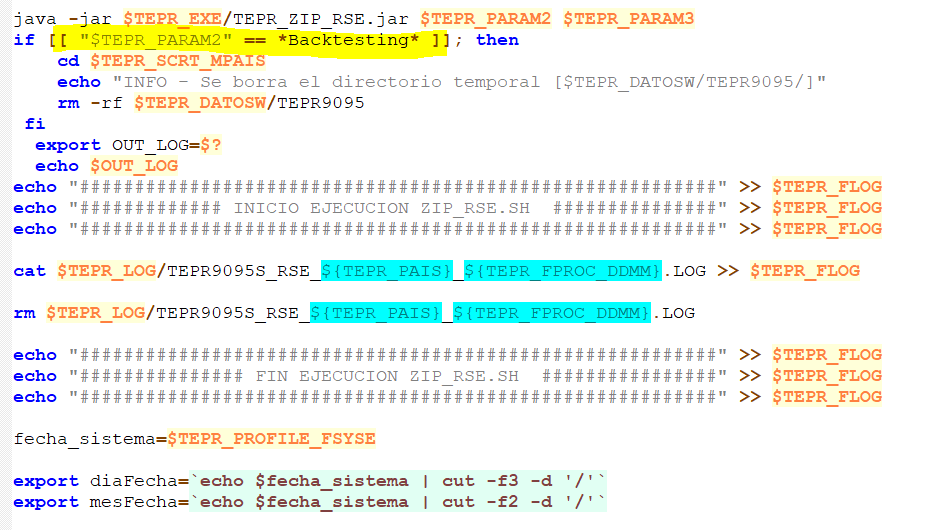 java -jar $TEPR_EXE/TEPR_ZIP_RSE.jar $TEPR_PARAM2 $TEPR_PARAM3
if [[ "$TEPR_PARAM2" == *Backtesting* ]]; then
    cd $TEPR_SCRT_MPAIS
    echo "INFO - Se borra el directorio temporal [$TEPR_DATOSW/TEPR9095/]"
    rm -rf $TEPR_DATOSW/TEPR9095
 fi
  export OUT_LOG=$?
  echo $OUT_LOG
echo "##########################################################" >> $TEPR_FLOG
echo "############# INICIO EJECUCION ZIP_RSE.SH  ###############" >> $TEPR_FLOG
echo "##########################################################" >> $TEPR_FLOG
cat $TEPR_LOG/TEPR9095S_RSE_${TEPR_PAIS}_${TEPR_FPROC_DDMM}.LOG >> $TEPR_FLOG
rm $TEPR_LOG/TEPR9095S_RSE_${TEPR_PAIS}_${TEPR_FPROC_DDMM}.LOG
echo "##########################################################" >> $TEPR_FLOG
echo "############### FIN EJECUCION ZIP_RSE.SH  ################" >> $TEPR_FLOG
echo "##########################################################" >> $TEPR_FLOG
fecha_sistema=$TEPR_PROFILE_FSYSE
export diaFecha=`echo $fecha_sistema | cut -f3 -d '/'`
export mesFecha=`echo $fecha_sistema | cut -f2 -d '/'`